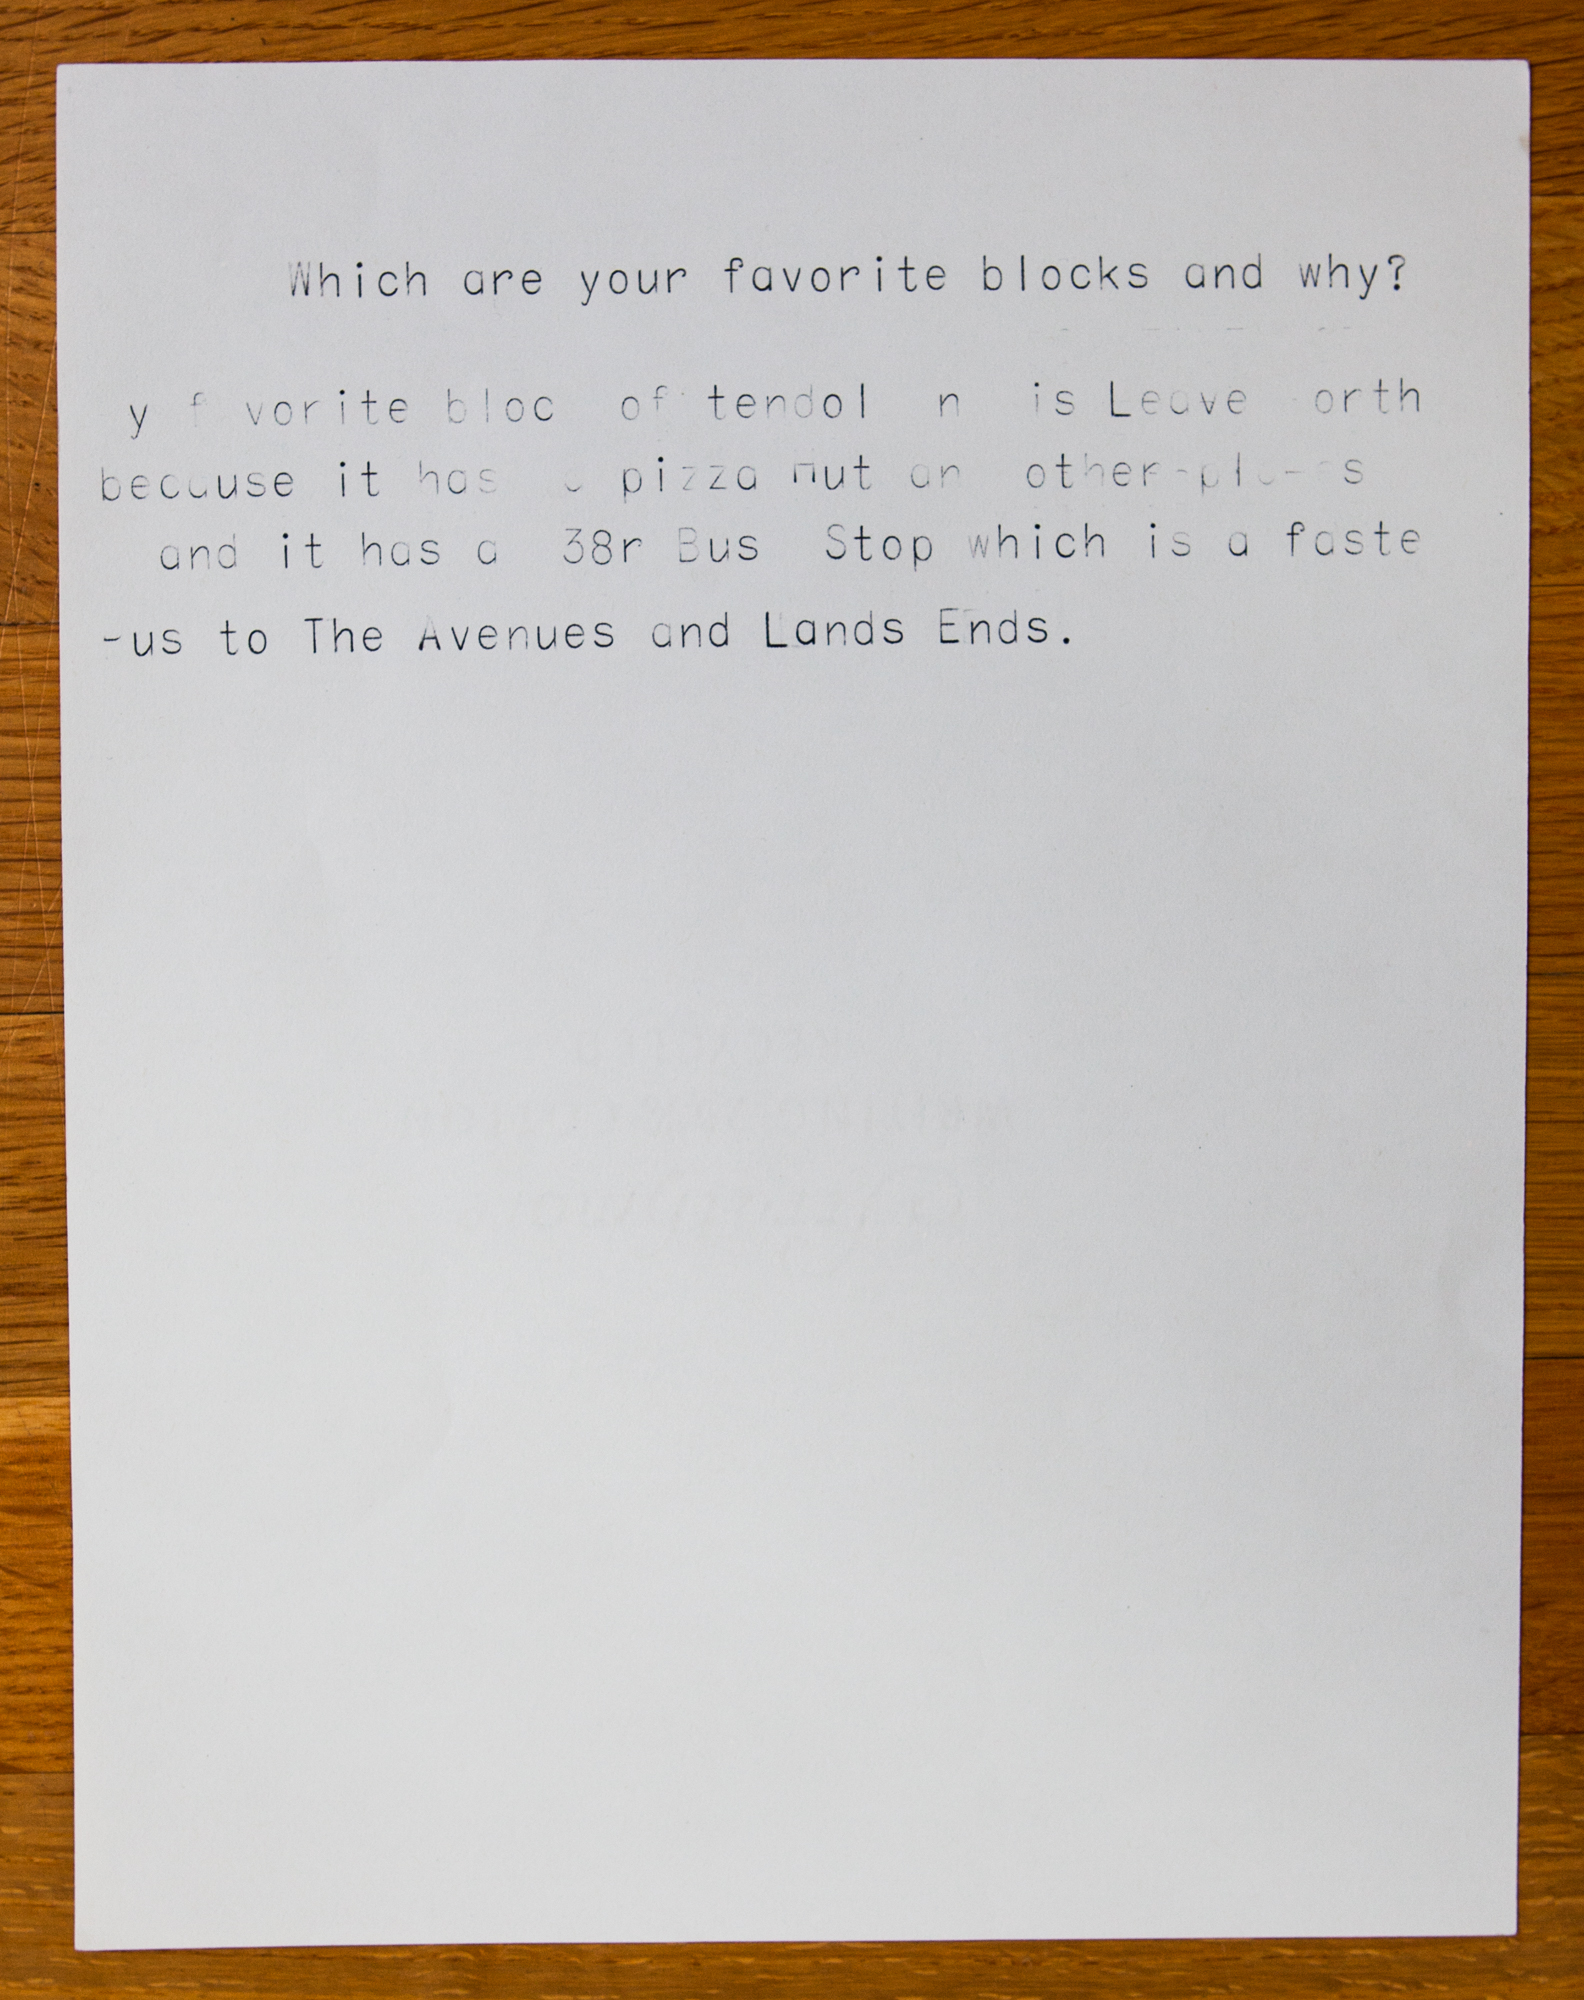 Which are your favorite blocks and why?
y f vorite bloc of tendol n is Leave orth
because it has a pizza hut an other
and it has a 38r Bus Stop which is a faste
-us to The Avenues and Lands Ends.